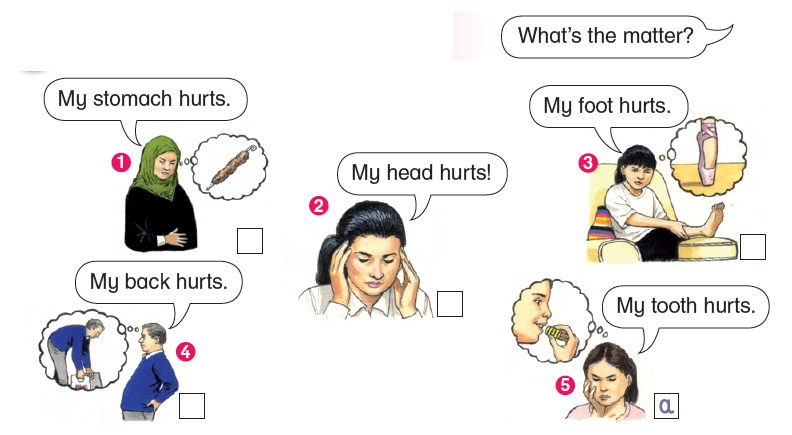 What's the matter?
My stomach hurts.
1
My head hurts!
2
My foot hurts.
3
My back hurts.
4
My tooth hurts.
5
a